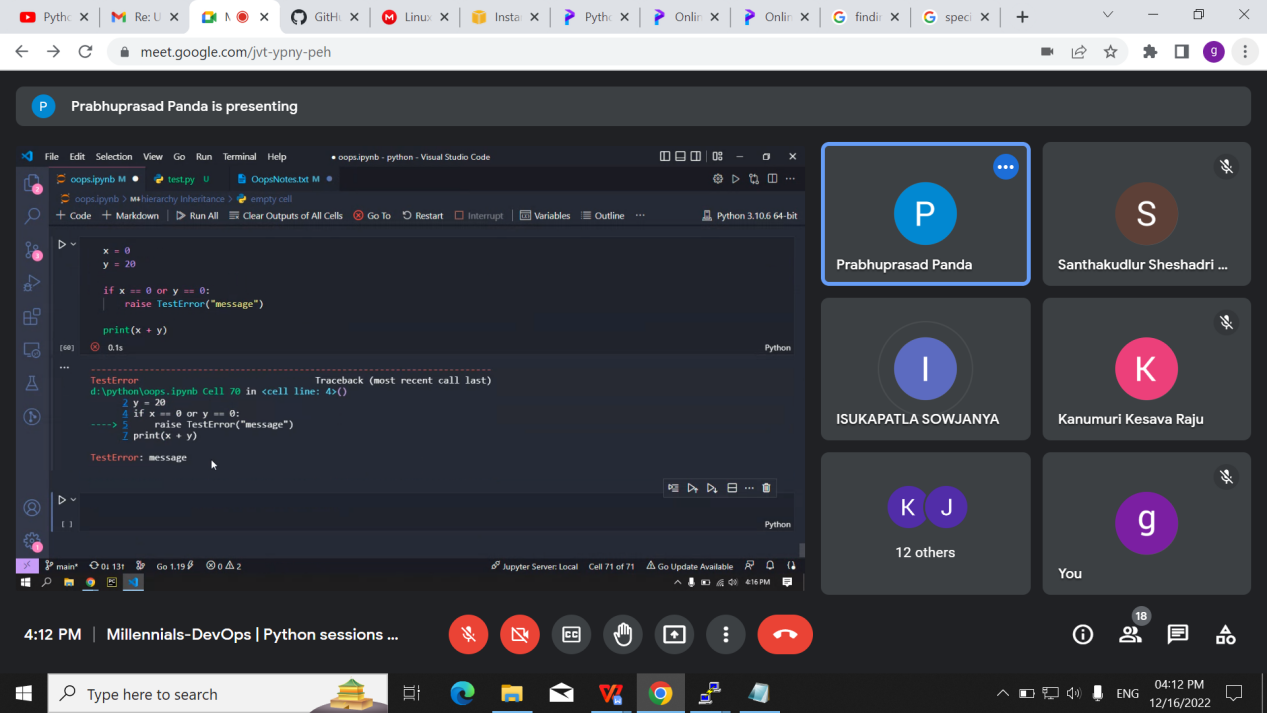 Pytho
Re: U
M
GitHu
Linux
Instar
Pytho
Onlin
Onlin
findin
speci
meet.google.com/jvt-ypny-peh
g
P
Prabhuprasad Panda is presenting
File Edit Selection View Go Run Terminal Help
● oops.ipynb - python - Visual Studio Code
oops.ipynb M ●
test.py U
OopsNotes.txt M ●
oops.ipynb > M↓hierarchy Inheritance > empty cell
+ Code + Markdown | Run All Clear Outputs of All Cells Go To Restart Interrupt | Variables Outline ...
Python 3.10.6 64-bit
x = 0
y = 20
if x == 0 or y == 0:
raise TestError("message")
print(x + y)
[60]
0.1s
Python
...
--------------------------------------------------------------------------
TestError Traceback (most recent call last)
d:\python\oops.ipynb Cell 70 in <cell line: 4>()
2 y = 20
4 if x == 0 or y == 0:
----> 5 raise TestError("message")
7 print(x + y)
TestError: message
[ ]
Python
main* 0↓ 13↑ Go 1.19 0 2
Jupyter Server: Local Cell 71 of 71 Go Update Available
4:16 PM
P
Prabhuprasad Panda
S
Santhakudlur Sheshadri ...
I
ISUKAPATLA SOWJANYA
K
Kanumuri Kesava Raju
K J
12 others
g
You
4:12 PM | Millennials-DevOps | Python sessions ...
18
Type here to search
ENG
04:12 PM
12/16/2022